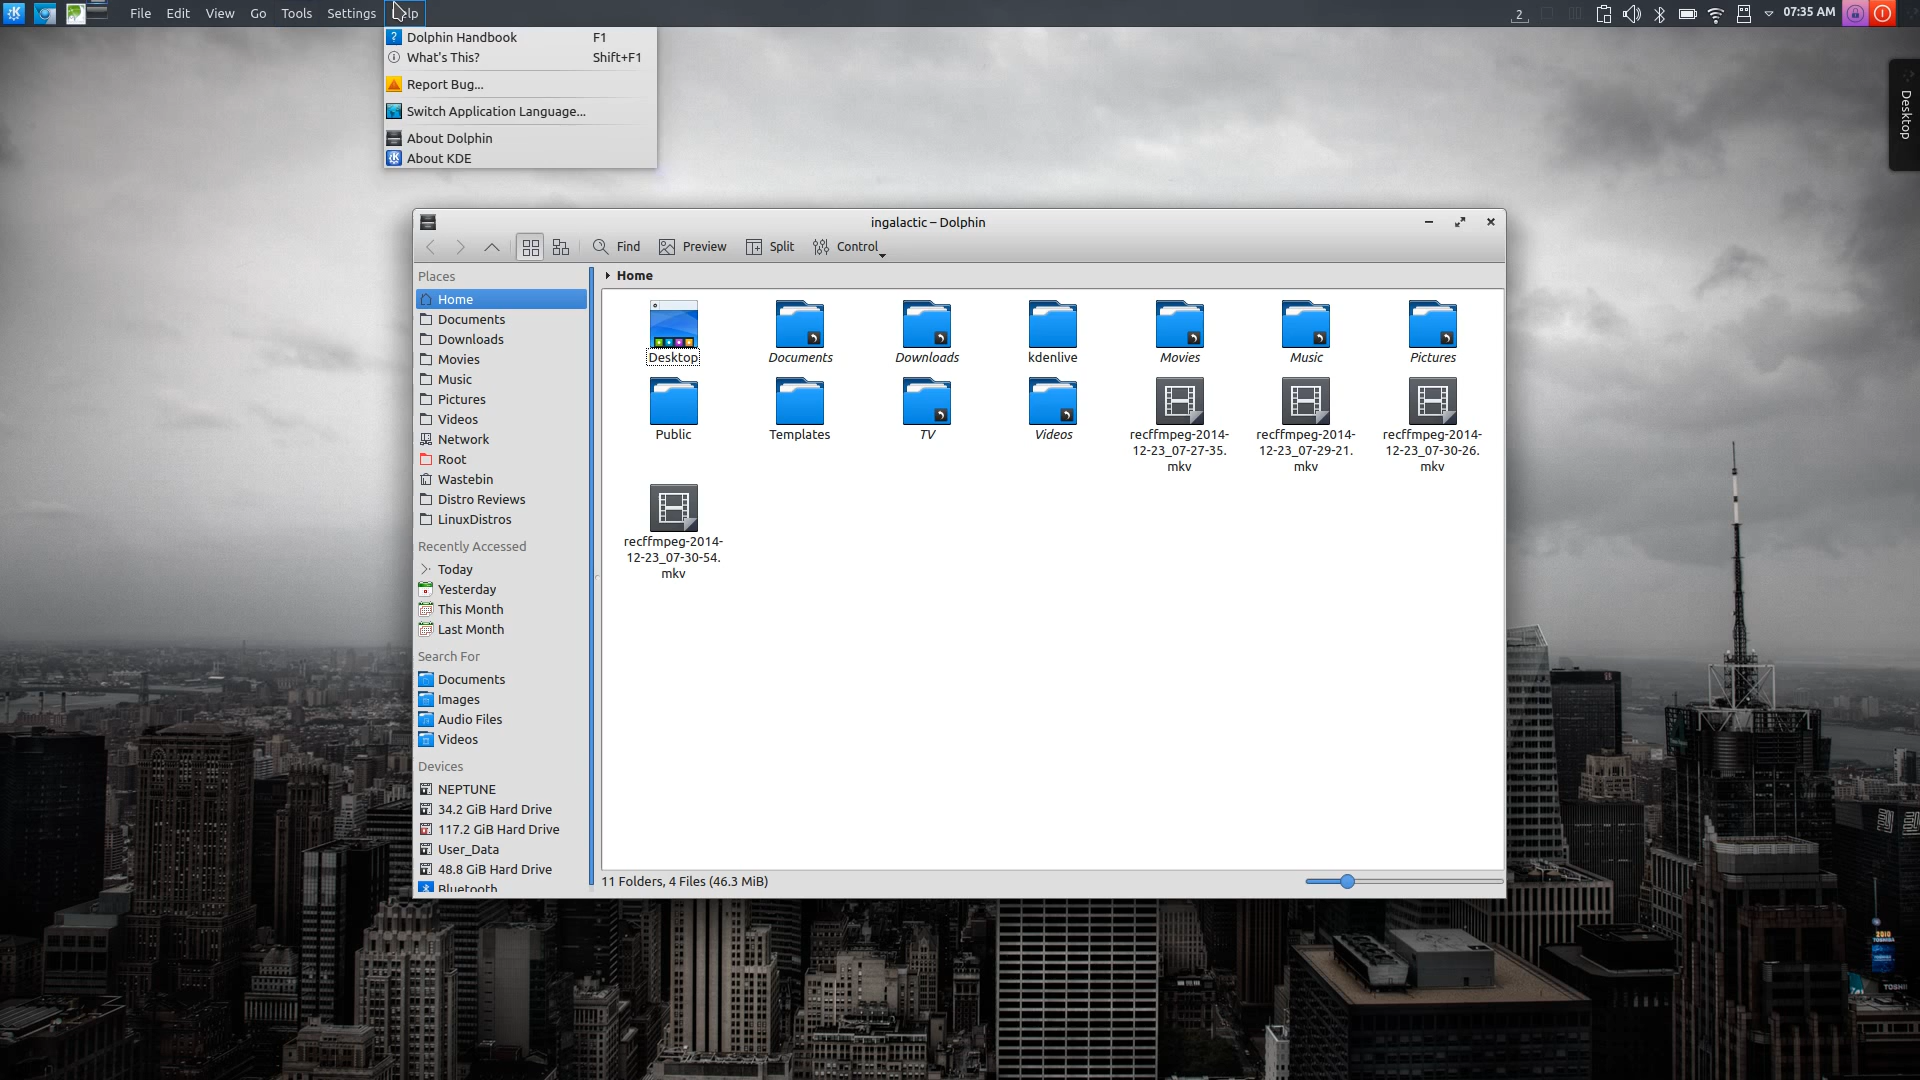 File Edit View Go Tools Settings Help
2
07:35 AM
Dolphin Handbook F1
What's This? Shift+F1
Report Bug...
Switch Application Language...
About Dolphin
About KDE
Desktop
ingalactic – Dolphin
Find Preview Split Control
Places
Home
Documents
Downloads
Movies
Music
Pictures
Videos
Network
Root
Wastebin
Distro Reviews
LinuxDistros
Recently Accessed
Today
Yesterday
This Month
Last Month
Search For
Documents
Images
Audio Files
Videos
Devices
NEPTUNE
34.2 GiB Hard Drive
117.2 GiB Hard Drive
User_Data
48.8 GiB Hard Drive
Bluetooth
Home
Desktop Documents Downloads kdenlive Movies Music Pictures
Public Templates TV Videos
recffmpeg-2014-
12-23_07-27-35.
mkv
recffmpeg-2014-
12-23_07-29-21.
mkv
recffmpeg-2014-
12-23_07-30-26.
mkv
recffmpeg-2014-
12-23_07-30-54.
mkv
11 Folders, 4 Files (46.3 MiB)
2010
TOSHIBA